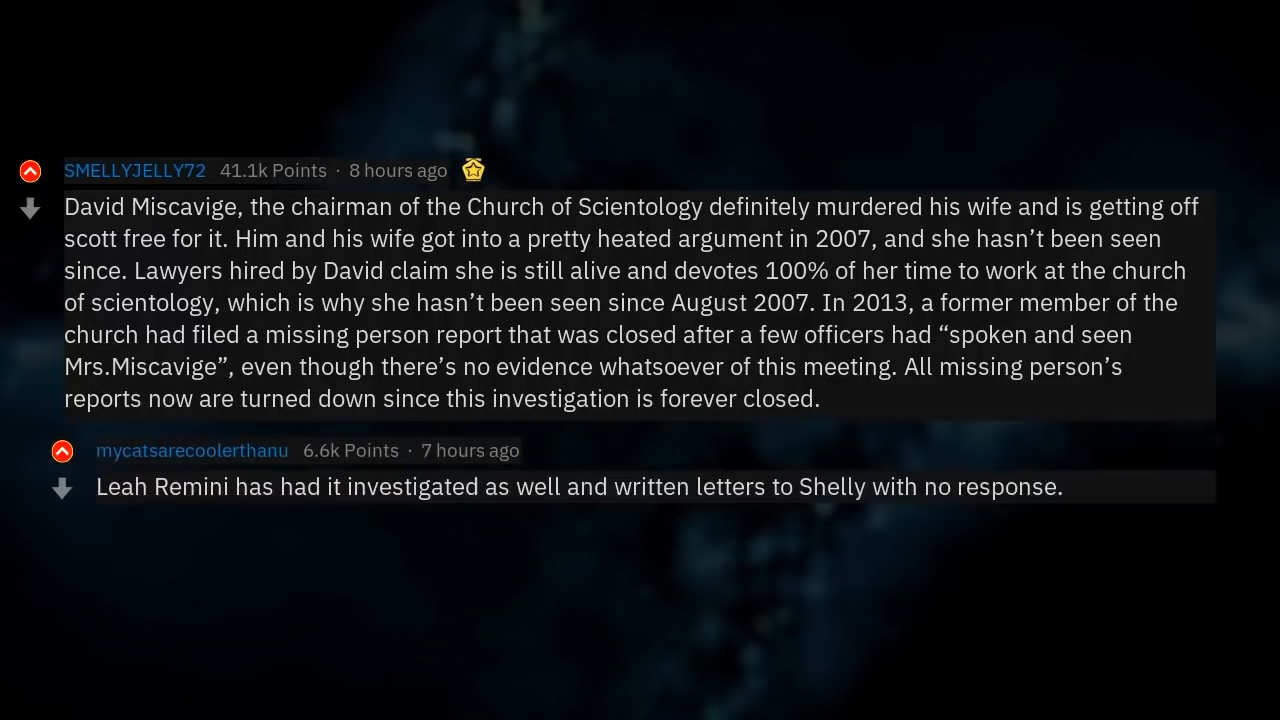 SMELLYJELLY72 41.1k Points · 8 hours ago
David Miscavige, the chairman of the Church of Scientology definitely murdered his wife and is getting off
scott free for it. Him and his wife got into a pretty heated argument in 2007, and she hasn’t been seen
since. Lawyers hired by David claim she is still alive and devotes 100% of her time to work at the church
of scientology, which is why she hasn’t been seen since August 2007. In 2013, a former member of the
church had filed a missing person report that was closed after a few officers had “spoken and seen
Mrs.Miscavige”, even though there’s no evidence whatsoever of this meeting. All missing person’s
reports now are turned down since this investigation is forever closed.
mycatsarecoolerthanu 6.6k Points · 7 hours ago
Leah Remini has had it investigated as well and written letters to Shelly with no response.